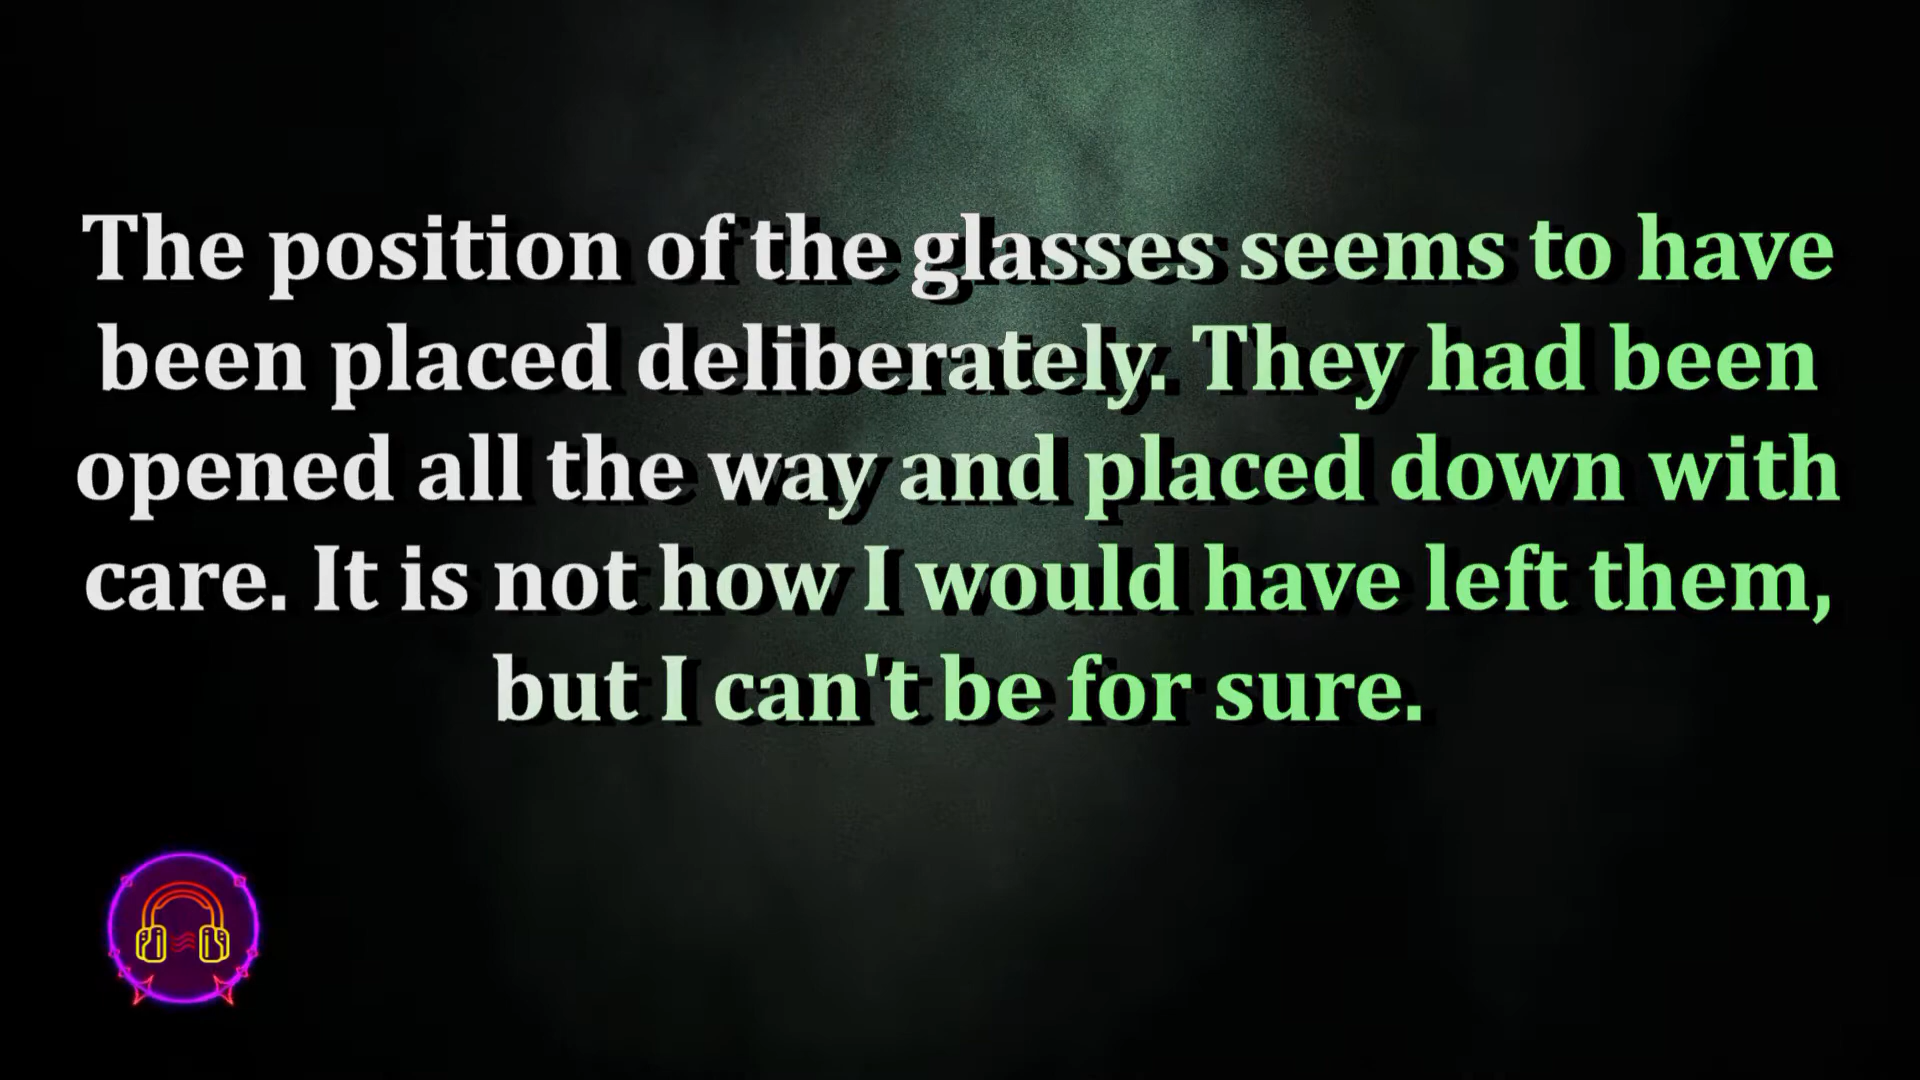 The position of the glasses seems to have
been placed deliberately. They had been
opened all the way and placed down with
care. It is not how I would have left them,
but I can't be for sure.